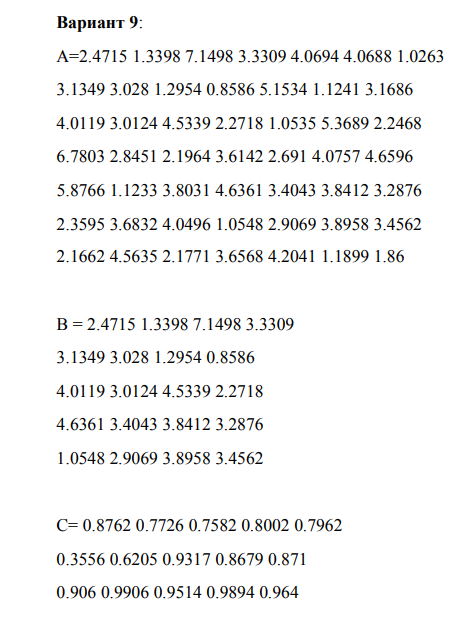 Вариант 9:
A=2.4715 1.3398 7.1498 3.3309 4.0694 4.0688 1.0263
3.1349 3.028 1.2954 0.8586 5.1534 1.1241 3.1686
4.0119 3.0124 4.5339 2.2718 1.0535 5.3689 2.2468
6.7803 2.8451 2.1964 3.6142 2.691 4.0757 4.6596
5.8766 1.1233 3.8031 4.6361 3.4043 3.8412 3.2876
2.3595 3.6832 4.0496 1.0548 2.9069 3.8958 3.4562
2.1662 4.5635 2.1771 3.6568 4.2041 1.1899 1.86
B = 2.4715 1.3398 7.1498 3.3309
3.1349 3.028 1.2954 0.8586
4.0119 3.0124 4.5339 2.2718
4.6361 3.4043 3.8412 3.2876
1.0548 2.9069 3.8958 3.4562
C= 0.8762 0.7726 0.7582 0.8002 0.7962
0.3556 0.6205 0.9317 0.8679 0.871
0.906 0.9906 0.9514 0.9894 0.964